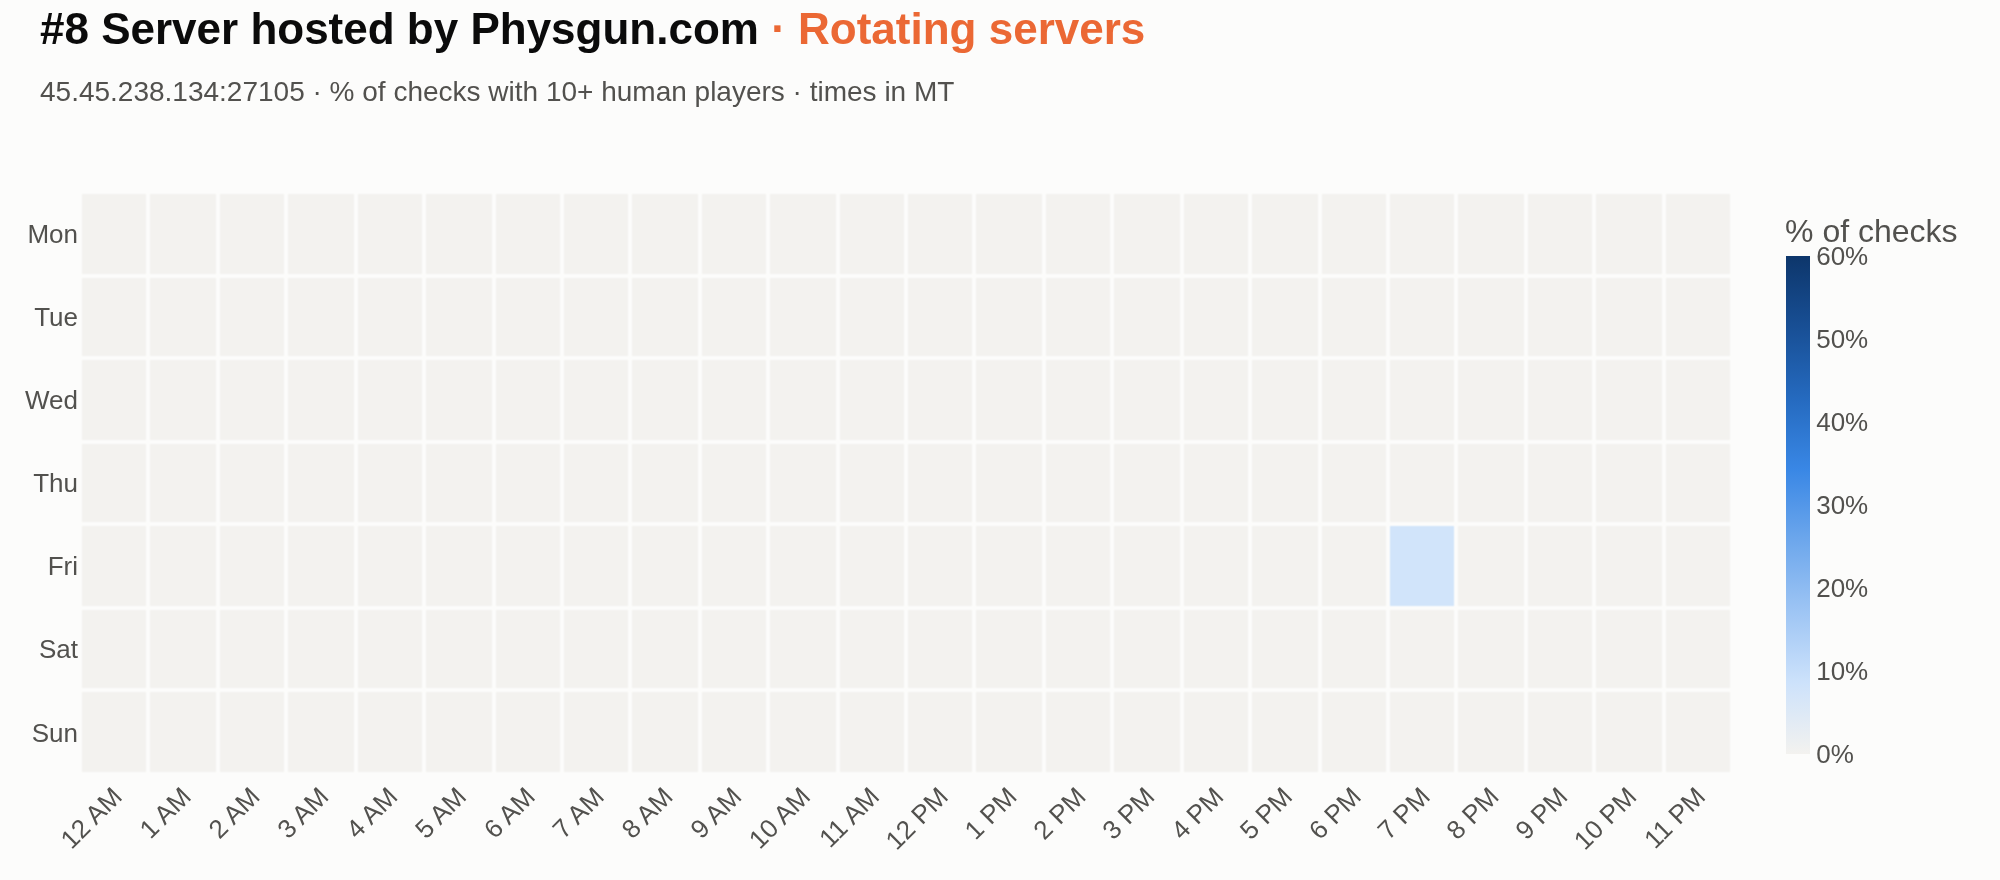 #8 Server hosted by Physgun.com · Rotating servers
45.45.238.134:27105 · % of checks with 10+ human players · times in MT
% of checks
60%
50%
40%
30%
20%
10%
0%
Mon
Tue
Wed
Thu
Fri
Sat
Sun
12 AM
1 AM
2 AM
3 AM
4 AM
5 AM
6 AM
7 AM
8 AM
9 AM
10 AM
11 AM
12 PM
1 PM
2 PM
3 PM
4 PM
5 PM
6 PM
7 PM
8 PM
9 PM
10 PM
11 PM